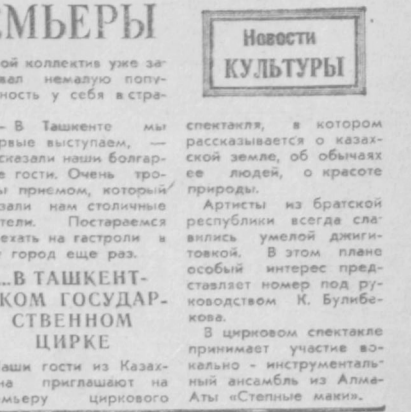 ЕМЬЕРЫ
ой коллектив уже за-
вал немалую попу-
ность у себя в стра-
— В Ташкенте мы
рвые выступаем, —
сказали наши болгар-
е гости. Очень тро-
ы приемом, который
зали нам столичные
тели. Постараемся
ехать на гастроли в
город еще раз.
...В ТАШКЕНТ-
КОМ ГОСУДАР-
СТВЕННОМ
ЦИРКЕ
аши гости из Казах-
на приглашают на
мьеру циркового
Новости
КУЛЬТУРЫ
спектакля, в котором
рассказывается о казах-
ской земле, об обычаях
ее людей, о красоте
природы.
Артисты из братской
республики всегда сла-
вились умелой джиги-
товкой. В этом плане
особый интерес пред-
ставляет номер под ру-
ководством К. Булибе-
кова.
В цирковом спектакле
принимает участие во-
кально - инструменталь-
ный ансамбль из Алма-
Аты «Степные маки».